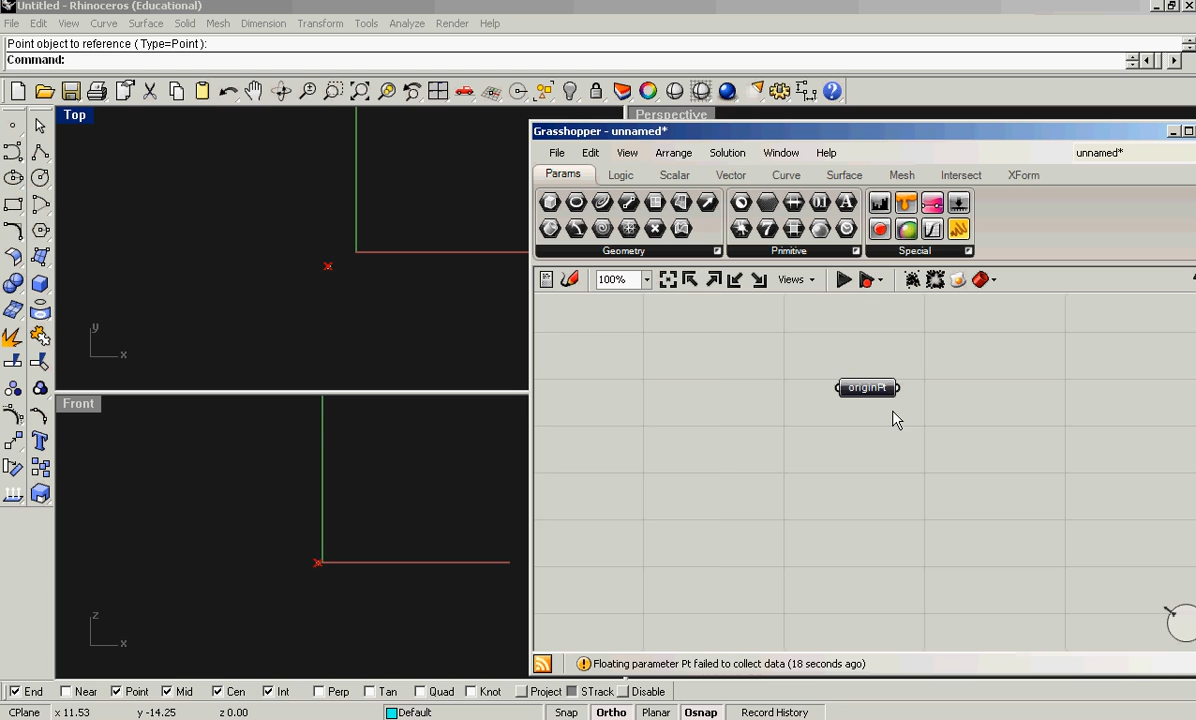 Untitled - Rhinoceros (Educational)
File Edit View Curve Surface Solid Mesh Dimension Transform Tools Analyze Render Help
Point object to reference ( Type=Point ):
Command:
Top
Perspective
Grasshopper - unnamed*
File Edit View Arrange Solution Window Help unnamed*
Params Logic Scalar Vector Curve Surface Mesh Intersect XForm
Geometry Primitive Special
100% Views
originPt
y
x
Front
z
x
Floating parameter Pt failed to collect data (18 seconds ago)
End Near Point Mid Cen Int Perp Tan Quad Knot Project STrack Disable
CPlane x 11.53 y -14.25 z 0.00 Default Snap Ortho Planar Osnap Record History